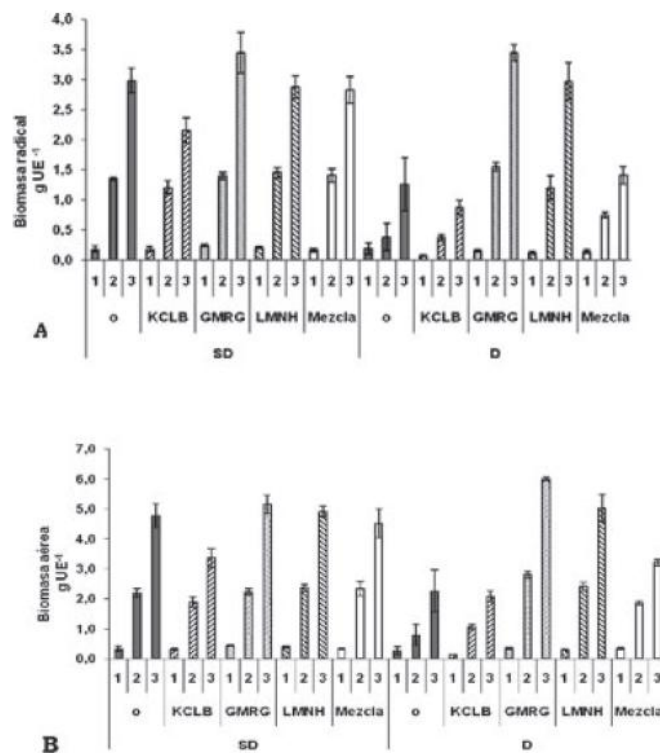 Biomasa radical
g UE⁻¹
4,0
3,5
3,0
2,5
2,0
1,5
1,0
0,5
0,0
1 2 3 1 2 3 1 2 3 1 2 3 1 2 3 1 2 3 1 2 3 1 2 3 1 2 3 1 2 3
o KCLB GMRG LMNH Mezcla o KCLB GMRG LMNH Mezcla
SD D
A
Biomasa aérea
g UE⁻¹
7,0
6,0
5,0
4,0
3,0
2,0
1,0
0,0
1 2 3 1 2 3 1 2 3 1 2 3 1 2 3 1 2 3 1 2 3 1 2 3 1 2 3 1 2 3
o KCLB GMRG LMNH Mezcla o KCLB GMRG LMNH Mezcla
SD D
B